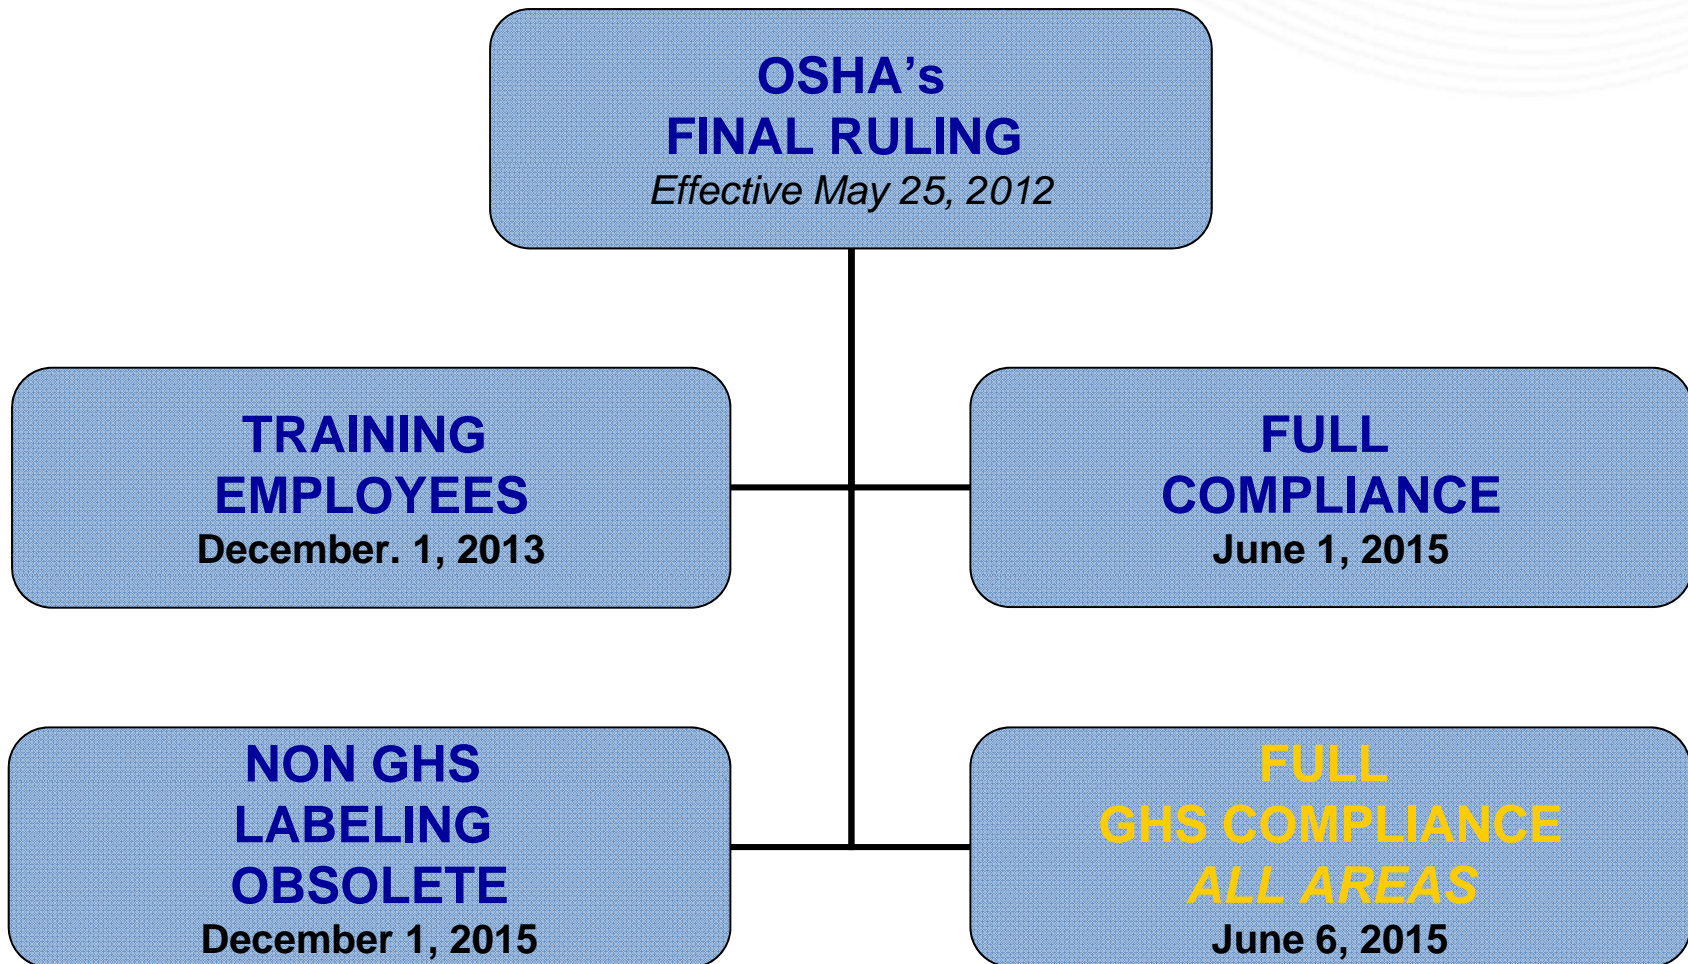 OSHA’s
FINAL RULING
Effective May 25, 2012
TRAINING
EMPLOYEES
December. 1, 2013
FULL
COMPLIANCE
June 1, 2015
NON GHS
LABELING
OBSOLETE
December 1, 2015
FULL
GHS COMPLIANCE
ALL AREAS
June 6, 2015